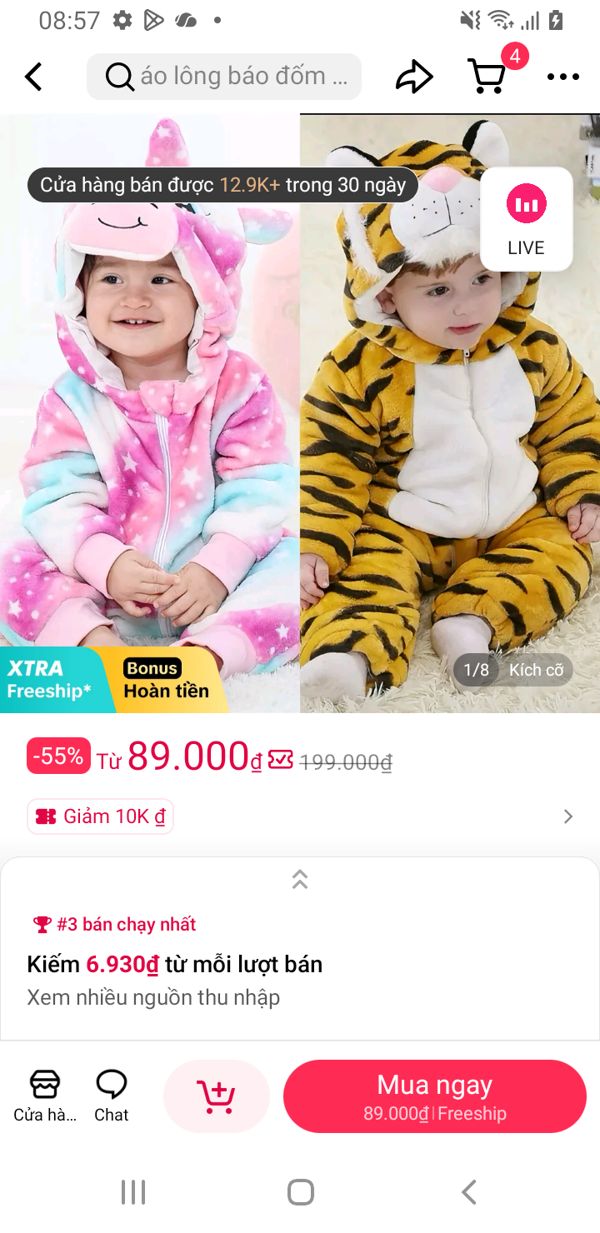 08:57
4
áo lông báo đốm ...
Cửa hàng bán được 12.9K+ trong 30 ngày
LIVE
XTRA
Freeship*
Bonus
Hoàn tiền
1/8 Kích cỡ
-55% Từ 89.000₫ 199.000₫
Giảm 10K ₫
#3 bán chạy nhất
Kiếm 6.930₫ từ mỗi lượt bán
Xem nhiều nguồn thu nhập
Cửa hà...
Chat
Mua ngay
89.000₫ | Freeship